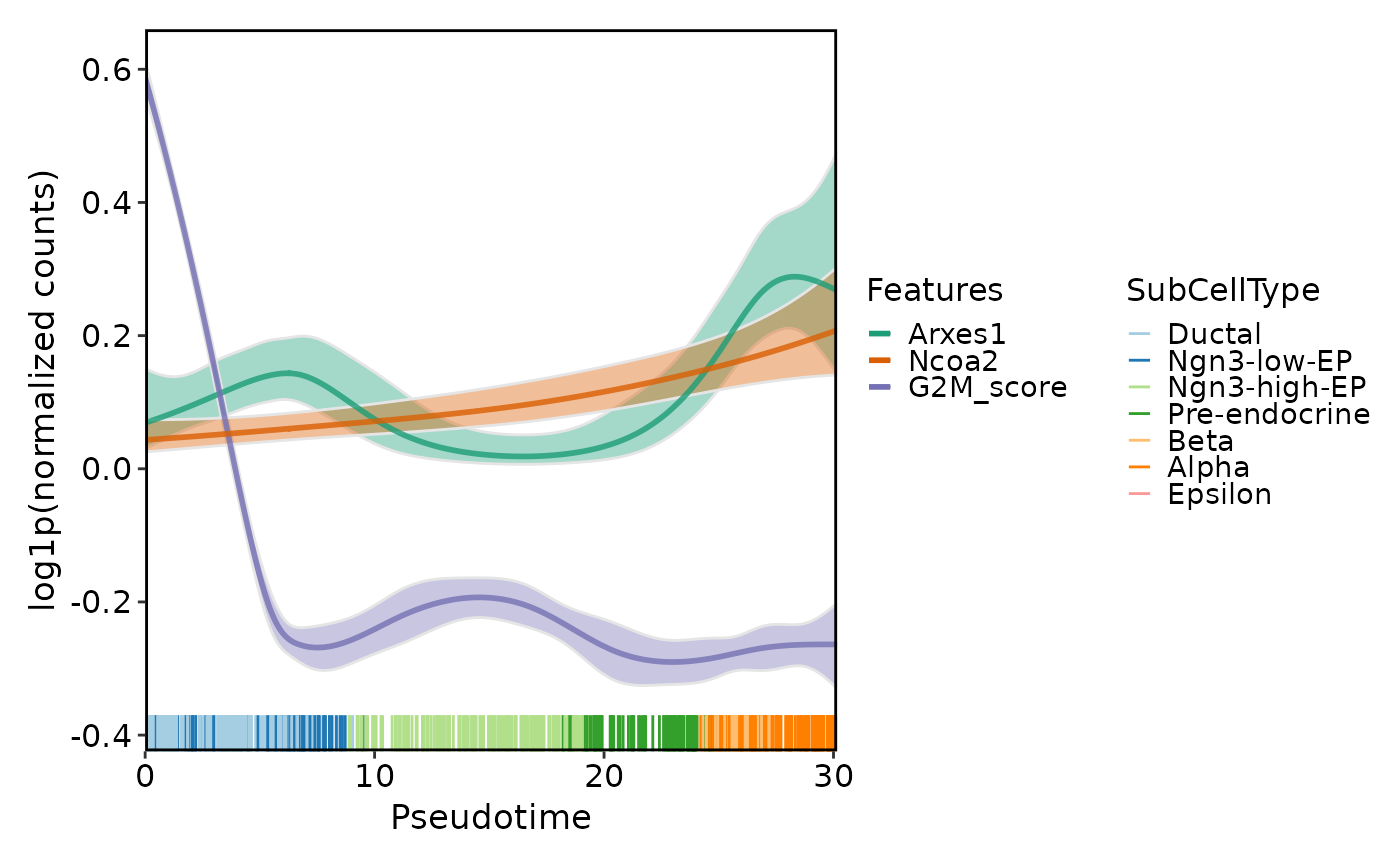 log1p(normalized counts)
0.6
0.4
0.2
0.0
-0.2
-0.4
0 10 20 30
Pseudotime
Features
Arxes1
Ncoa2
G2M_score
SubCellType
Ductal
Ngn3-low-EP
Ngn3-high-EP
Pre-endocrine
Beta
Alpha
Epsilon